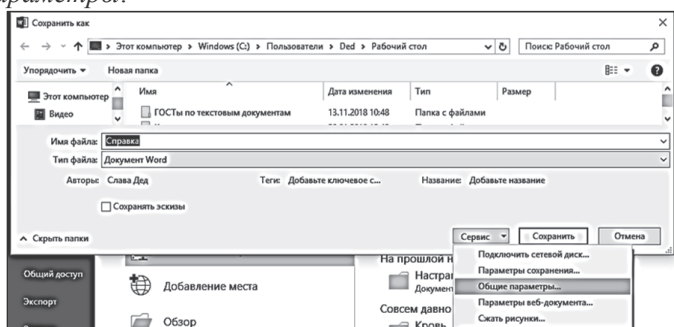 араметры.
Сохранить как
Этот компьютер > Windows (C:) > Пользователи > Ded > Рабочий стол
Поиск: Рабочий стол
Упорядочить Новая папка
Имя Дата изменения Тип Размер
Этот компьютер
Видео
ГОСТы по текстовым документам 13.11.2018 10:48 Папка с файлами
Имя файла: Справка
Тип файла: Документ Word
Авторы: Слава Дед Теги: Добавьте ключевое с... Название: Добавьте название
Сохранять эскизы
Скрыть папки
Сервис Сохранить Отмена
Подключить сетевой диск...
Параметры сохранения...
Общие параметры...
Параметры веб-документа...
Сжать рисунки...
Общий доступ
Экспорт
Добавление места
Обзор
На прошлой н
Настрая
Докумен
Совсем давно
Кровь